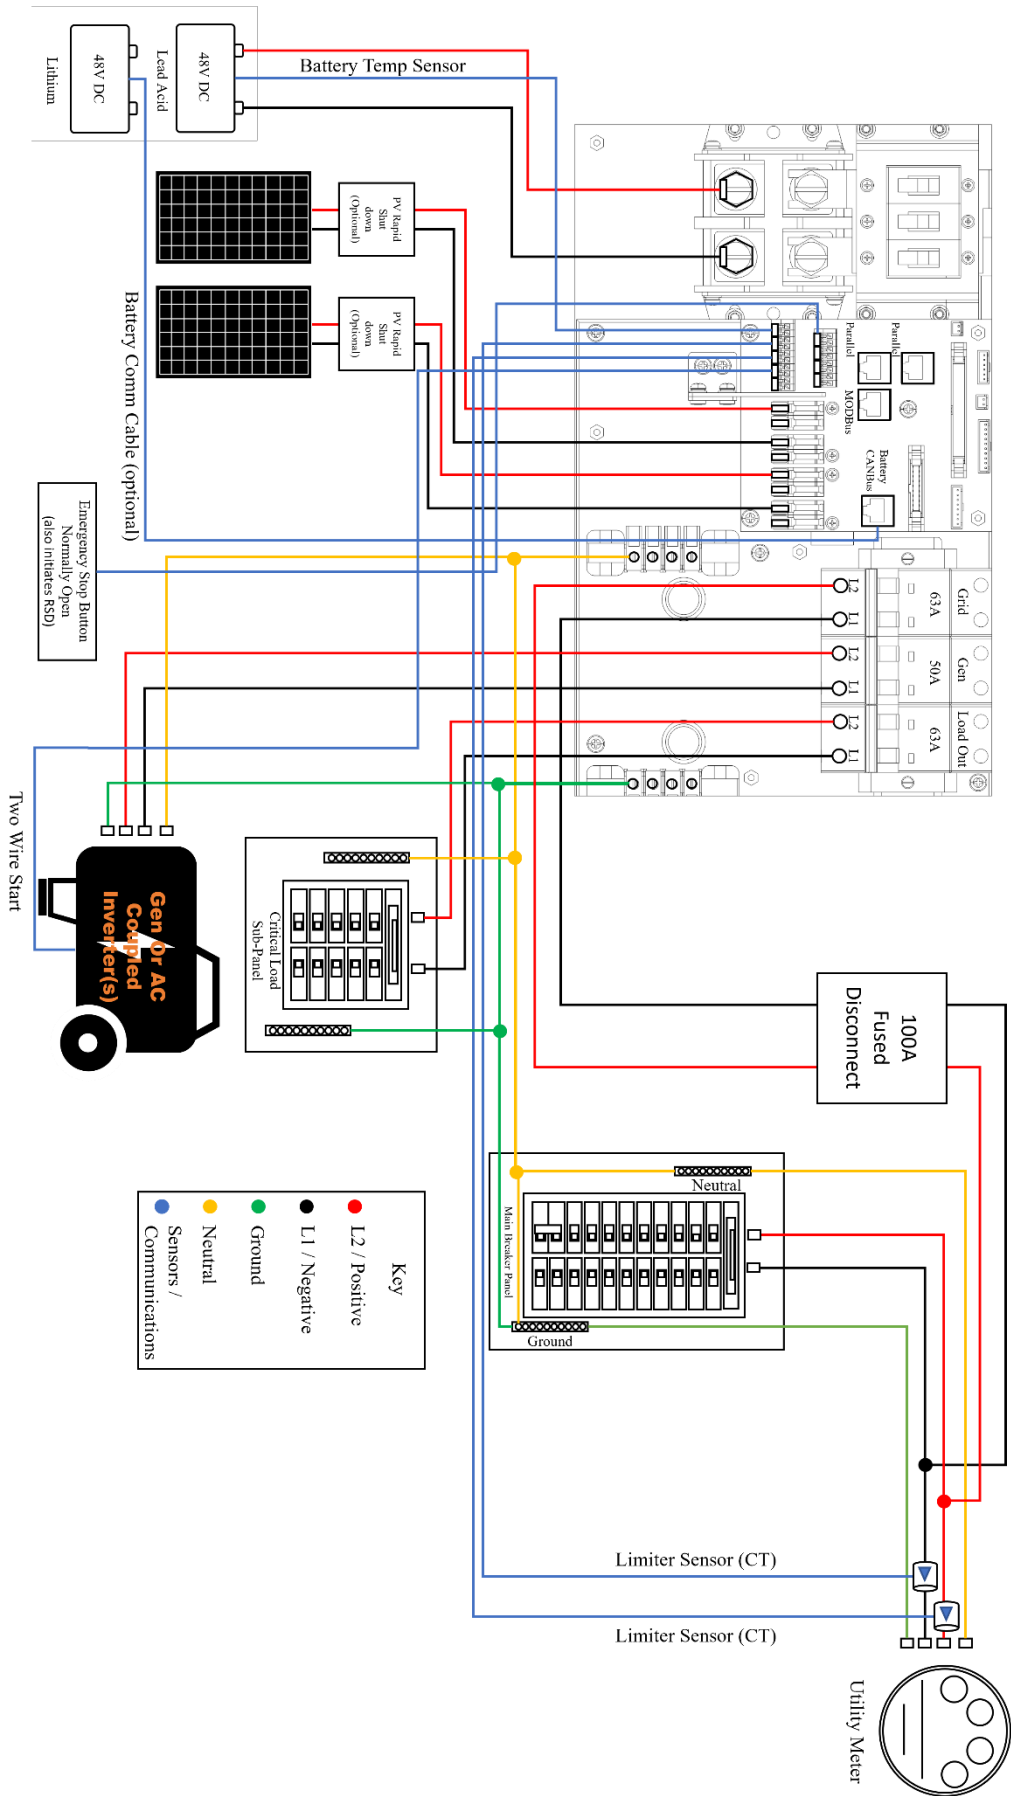 48V DC
Lead Acid
48V DC
Lithium
Battery Temp Sensor
PV Rapid
Shut
down
(Optional)
PV Rapid
Shut
down
(Optional)
Battery Comm Cable (optional)
Parallel
Parallel
MODBus
Battery
CANBus
Emergency Stop Button
Normally Open
(also initiates RSD)
Grid
63A
L2
L1
Gen
50A
L2
L1
Load Out
63A
L2
L1
Two Wire Start
Gen Or AC
Coupled
Inverter(s)
Critical Load
Sub-Panel
100A
Fused
Disconnect
Neutral
Main Breaker Panel
Ground
Key
L2 / Positive
L1 / Negative
Ground
Neutral
Sensors /
Communications
Limiter Sensor (CT)
Limiter Sensor (CT)
Utility Meter